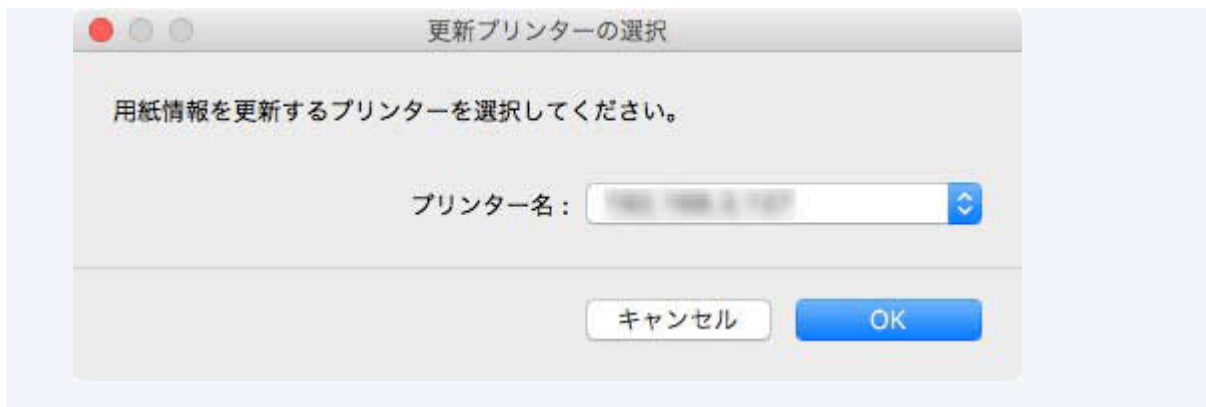 更新プリンターの選択
用紙情報を更新するプリンターを選択してください。
プリンター名：
キャンセル OK